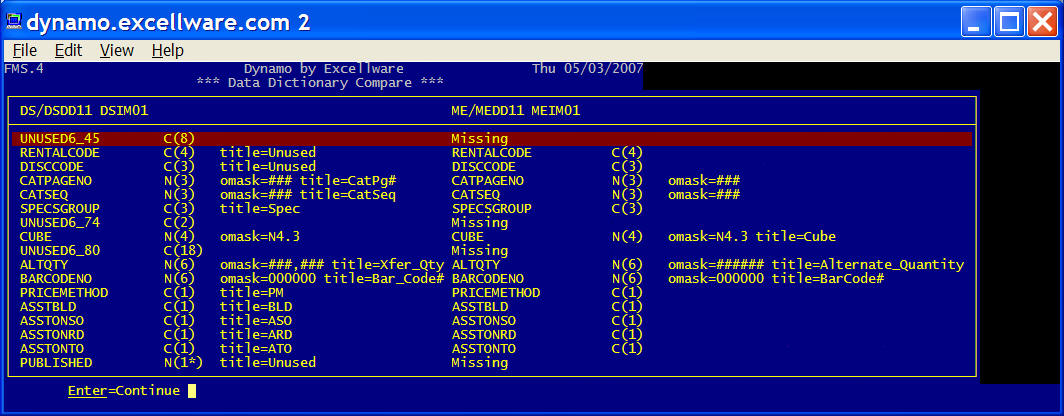 dynamo.excellware.com 2
File Edit View Help
FMS.4 Dynamo by Excellware Thu 05/03/2007
*** Data Dictionary Compare ***
DS/DSDD11 DSIM01 ME/MEDD11 MEIM01
UNUSED6_45 C(8) Missing
RENTALCODE C(4) title=Unused RENTALCODE C(4)
DISCCODE C(3) title=Unused DISCCODE C(3)
CATPAGENO N(3) omask=### title=CatPg# CATPAGENO N(3) omask=###
CATSEQ N(3) omask=### title=CatSeq CATSEQ N(3) omask=###
SPECSGROUP C(3) title=Spec SPECSGROUP C(3)
UNUSED6_74 C(2) Missing
CUBE N(4) omask=N4.3 CUBE N(4) omask=N4.3 title=Cube
UNUSED6_80 C(18) Missing
ALTQTY N(6) omask=###,### title=Xfer_Qty ALTQTY N(6) omask=###### title=Alternate_Quantity
BARCODENO N(6) omask=000000 title=Bar_Code# BARCODENO N(6) omask=000000 title=BarCode#
PRICEMETHOD C(1) title=PM PRICEMETHOD C(1)
ASSTBLD C(1) title=BLD ASSTBLD C(1)
ASSTONSO C(1) title=ASO ASSTONSO C(1)
ASSTONRD C(1) title=ARD ASSTONRD C(1)
ASSTONTO C(1) title=ATO ASSTONTO C(1)
PUBLISHED N(1*) title=Unused Missing
Enter=Continue